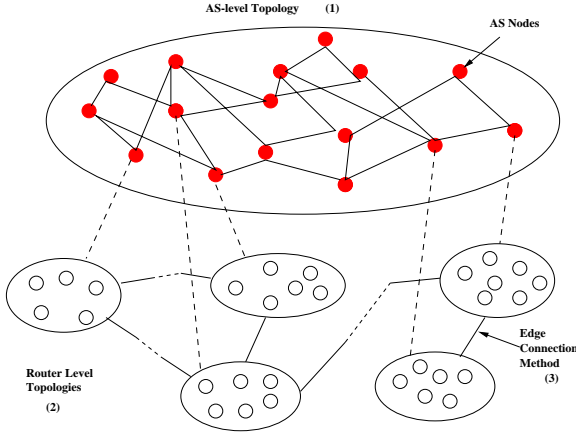 AS-level Topology (1)
AS Nodes
Edge
Connection
Method
(3)
Router Level
Topologies
(2)